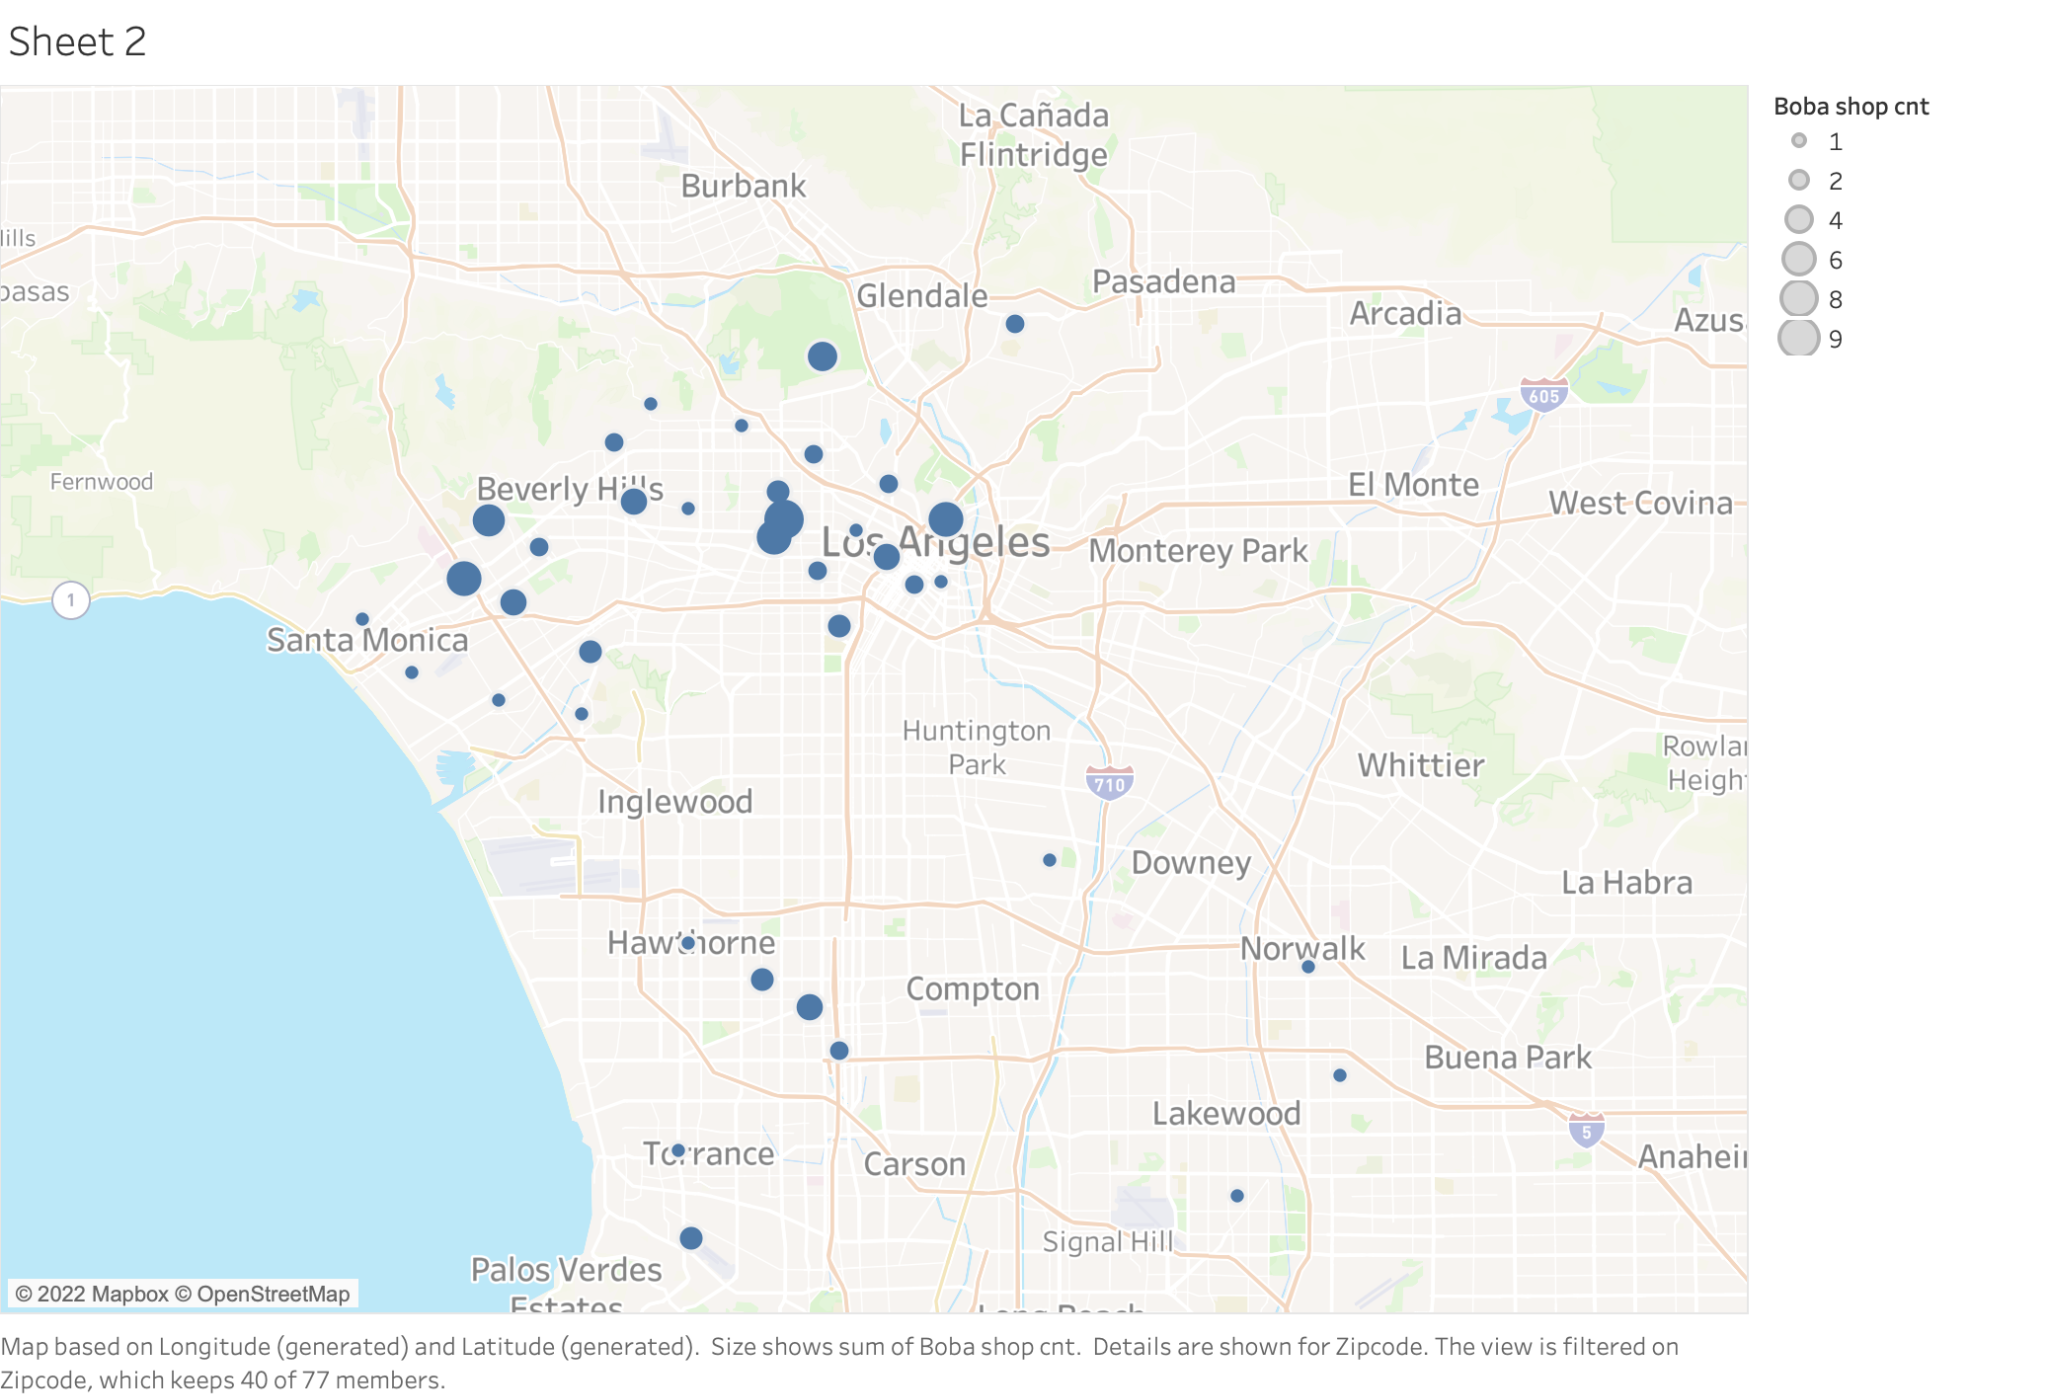 Sheet 2
La Cañada
Flintridge
Burbank
Hills
Pasadena
Glendale
basas
Arcadia
Azus
605
Fernwood
Beverly Hills
El Monte
West Covina
Los Angeles
Monterey Park
1
Santa Monica
Huntington
Park
Rowlan
Height
Whittier
710
Inglewood
Downey
La Habra
Hawthorne
Norwalk
La Mirada
Compton
Buena Park
Lakewood
5
Torrance
Carson
Anahei
Signal Hill
Palos Verdes
Estates
Long Beach
© 2022 Mapbox © OpenStreetMap
Boba shop cnt
1
2
4
6
8
9
Map based on Longitude (generated) and Latitude (generated).  Size shows sum of Boba shop cnt.  Details are shown for Zipcode. The view is filtered on
Zipcode, which keeps 40 of 77 members.